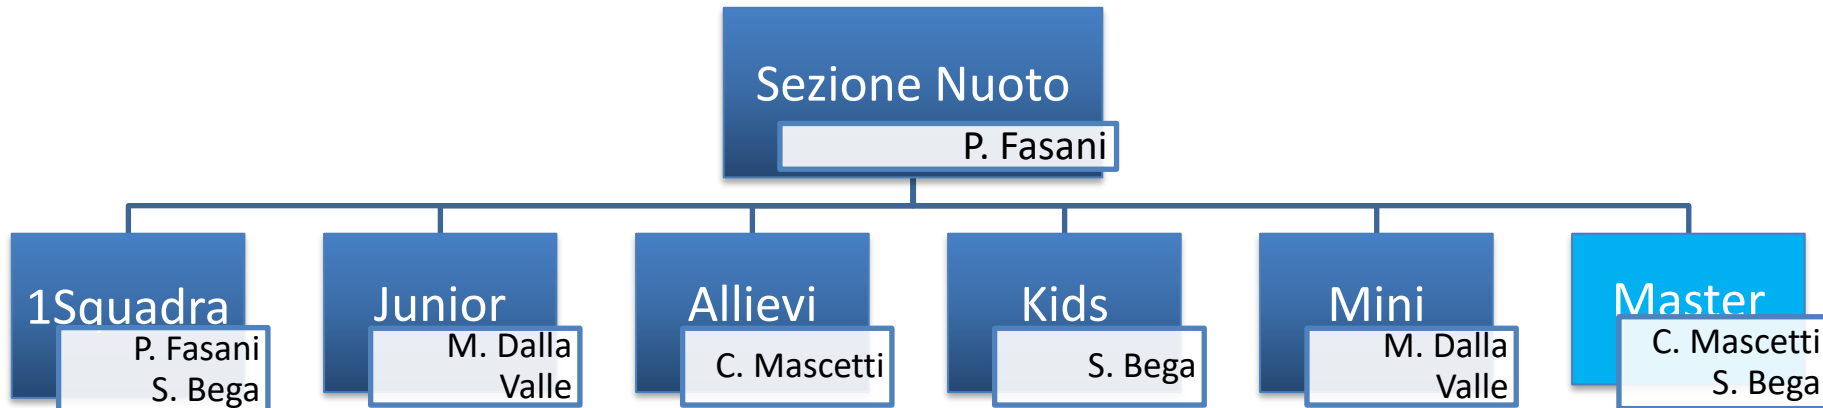 Sezione Nuoto
P. Fasani
1Squadra
P. Fasani
S. Bega
Junior
M. Dalla
Valle
Allievi
C. Mascetti
Kids
S. Bega
Mini
M. Dalla
Valle
Master
C. Mascetti
S. Bega